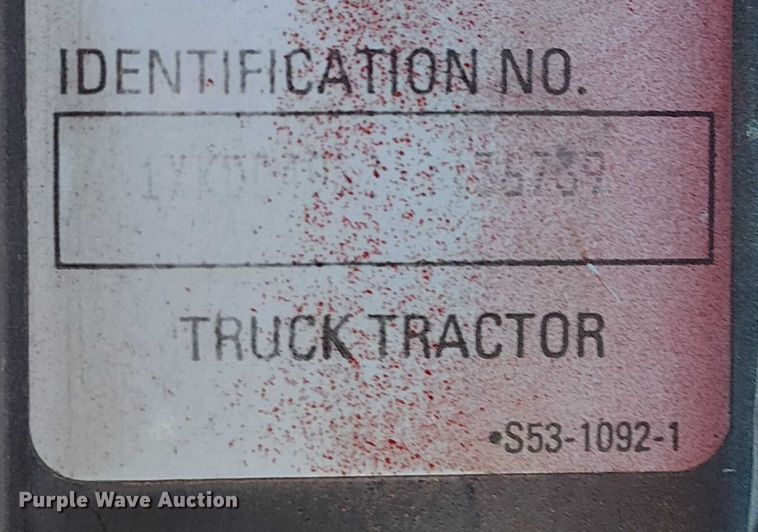 IDENTIFICATION NO.
TRUCK TRACTOR
•S53-1092-1
Purple Wave Auction